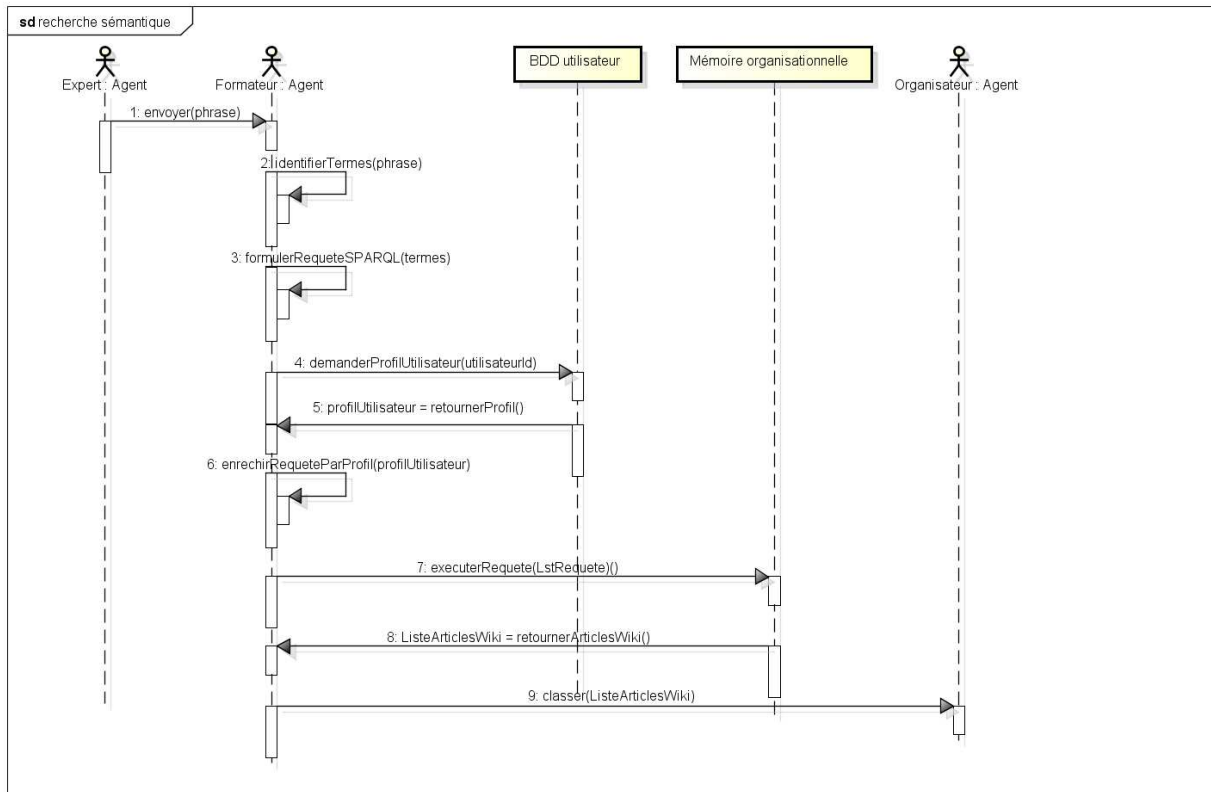 sd recherche sémantique
Expert : Agent
Formateur : Agent
BDD utilisateur
Mémoire organisationnelle
Organisateur : Agent
1: envoyer(phrase)
2: identifierTermes(phrase)
3: formulerRequeteSPARQL(termes)
4: demanderProfilUtilisateur(utilisateurId)
5: profilUtilisateur = retournerProfil()
6: enrechirRequeteParProfil(profilUtilisateur)
7: executerRequete(LstRequete)()
8: ListeArticlesWiki = retournerArticlesWiki()
9: classer(ListeArticlesWiki)